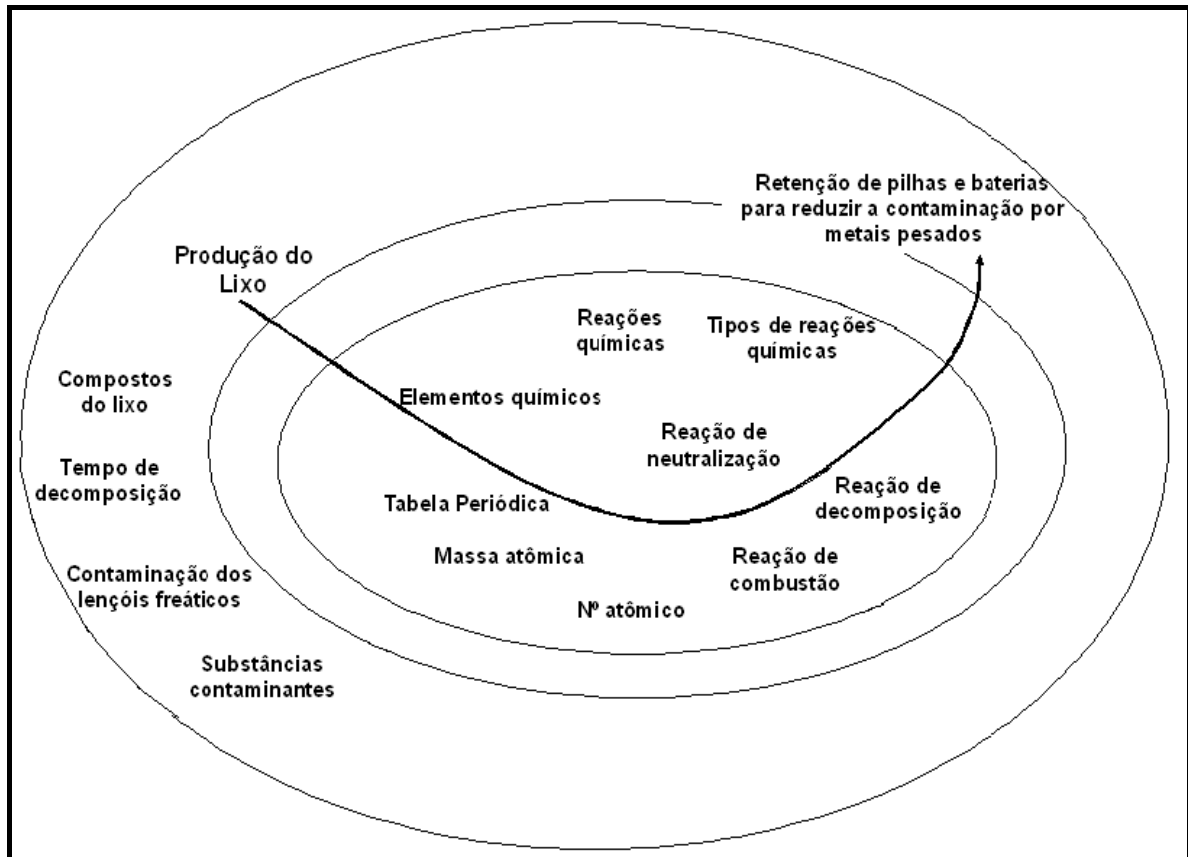 Retenção de pilhas e baterias
para reduzir a contaminação por
metais pesados
Produção do
Lixo
Reações
químicas
Tipos de reações
químicas
Compostos
do lixo
Elementos químicos
Reação de
neutralização
Tempo de
decomposição
Tabela Periódica
Reação de
decomposição
Massa atômica
Reação de
combustão
Contaminação dos
lençóis freáticos
Nº atômico
Substâncias
contaminantes